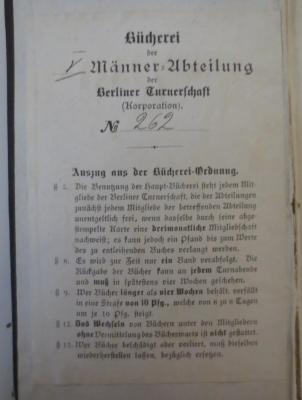 Bücherei
der
V Männer-Abteilung
der
Berliner Turnerschaft
(Korporation).
№ 262
Auszug aus der Bücherei-Ordnung.
§ 2. Die Benutzung der Haupt-Bücherei steht jedem Mit-
gliede der Berliner Turnerschaft, die der Abteilungen
zunächst jedem Mitgliede der betreffenden Abteilung
unentgeltlich frei, wenn dasselbe durch seine abge-
stempelte Karte eine dreimonatliche Mitgliedschaft
nachweist; es kann jedoch ein Pfand bis zum Werte
des zu entleihenden Buches verlangt werden.
§ 8. Es wird zur Zeit nur ein Band verabfolgt. Die
Rückgabe der Bücher kann an jedem Turnabende
und muß in spätestens vier Wochen geschehen.
§ 9. Wer Bücher länger als vier Wochen behält, verfällt
in eine Strafe von 10 Pfg., welche von 8 zu 8 Tagen
um je 10 Pfg. steigt.
§ 12. Das Wechseln von Büchern unter den Mitgliedern
ohne Vermittelung des Bücherwarts ist nicht gestattet.
§ 13. Wer Bücher beschädigt oder verliert, muß dieselben
wiederherstellen lassen, bezüglich ersetzen.